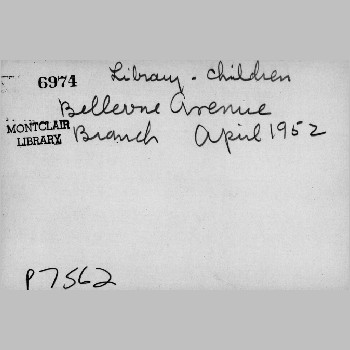 6974 Library - Children
Bellevue Avenue
MONTCLAIR
LIBRARY
Branch April 1952
P7562